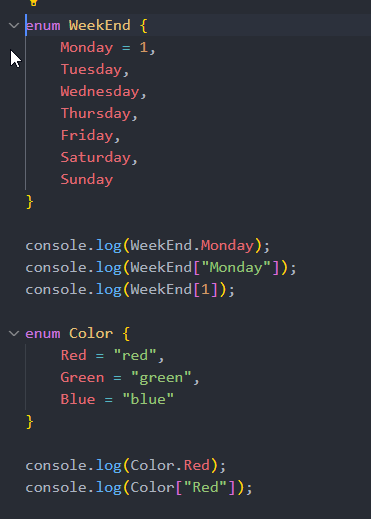 enum WeekEnd {
    Monday = 1,
    Tuesday,
    Wednesday,
    Thursday,
    Friday,
    Saturday,
    Sunday
}
console.log(WeekEnd.Monday);
console.log(WeekEnd["Monday"]);
console.log(WeekEnd[1]);
enum Color {
    Red = "red",
    Green = "green",
    Blue = "blue"
}
console.log(Color.Red);
console.log(Color["Red"]);